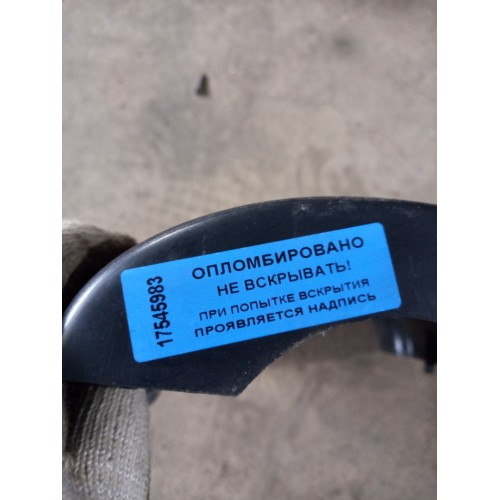 17545983
ОПЛОМБИРОВАНО
НЕ ВСКРЫВАТЬ!
ПРИ ПОПЫТКЕ ВСКРЫТИЯ
ПРОЯВЛЯЕТСЯ НАДПИСЬ